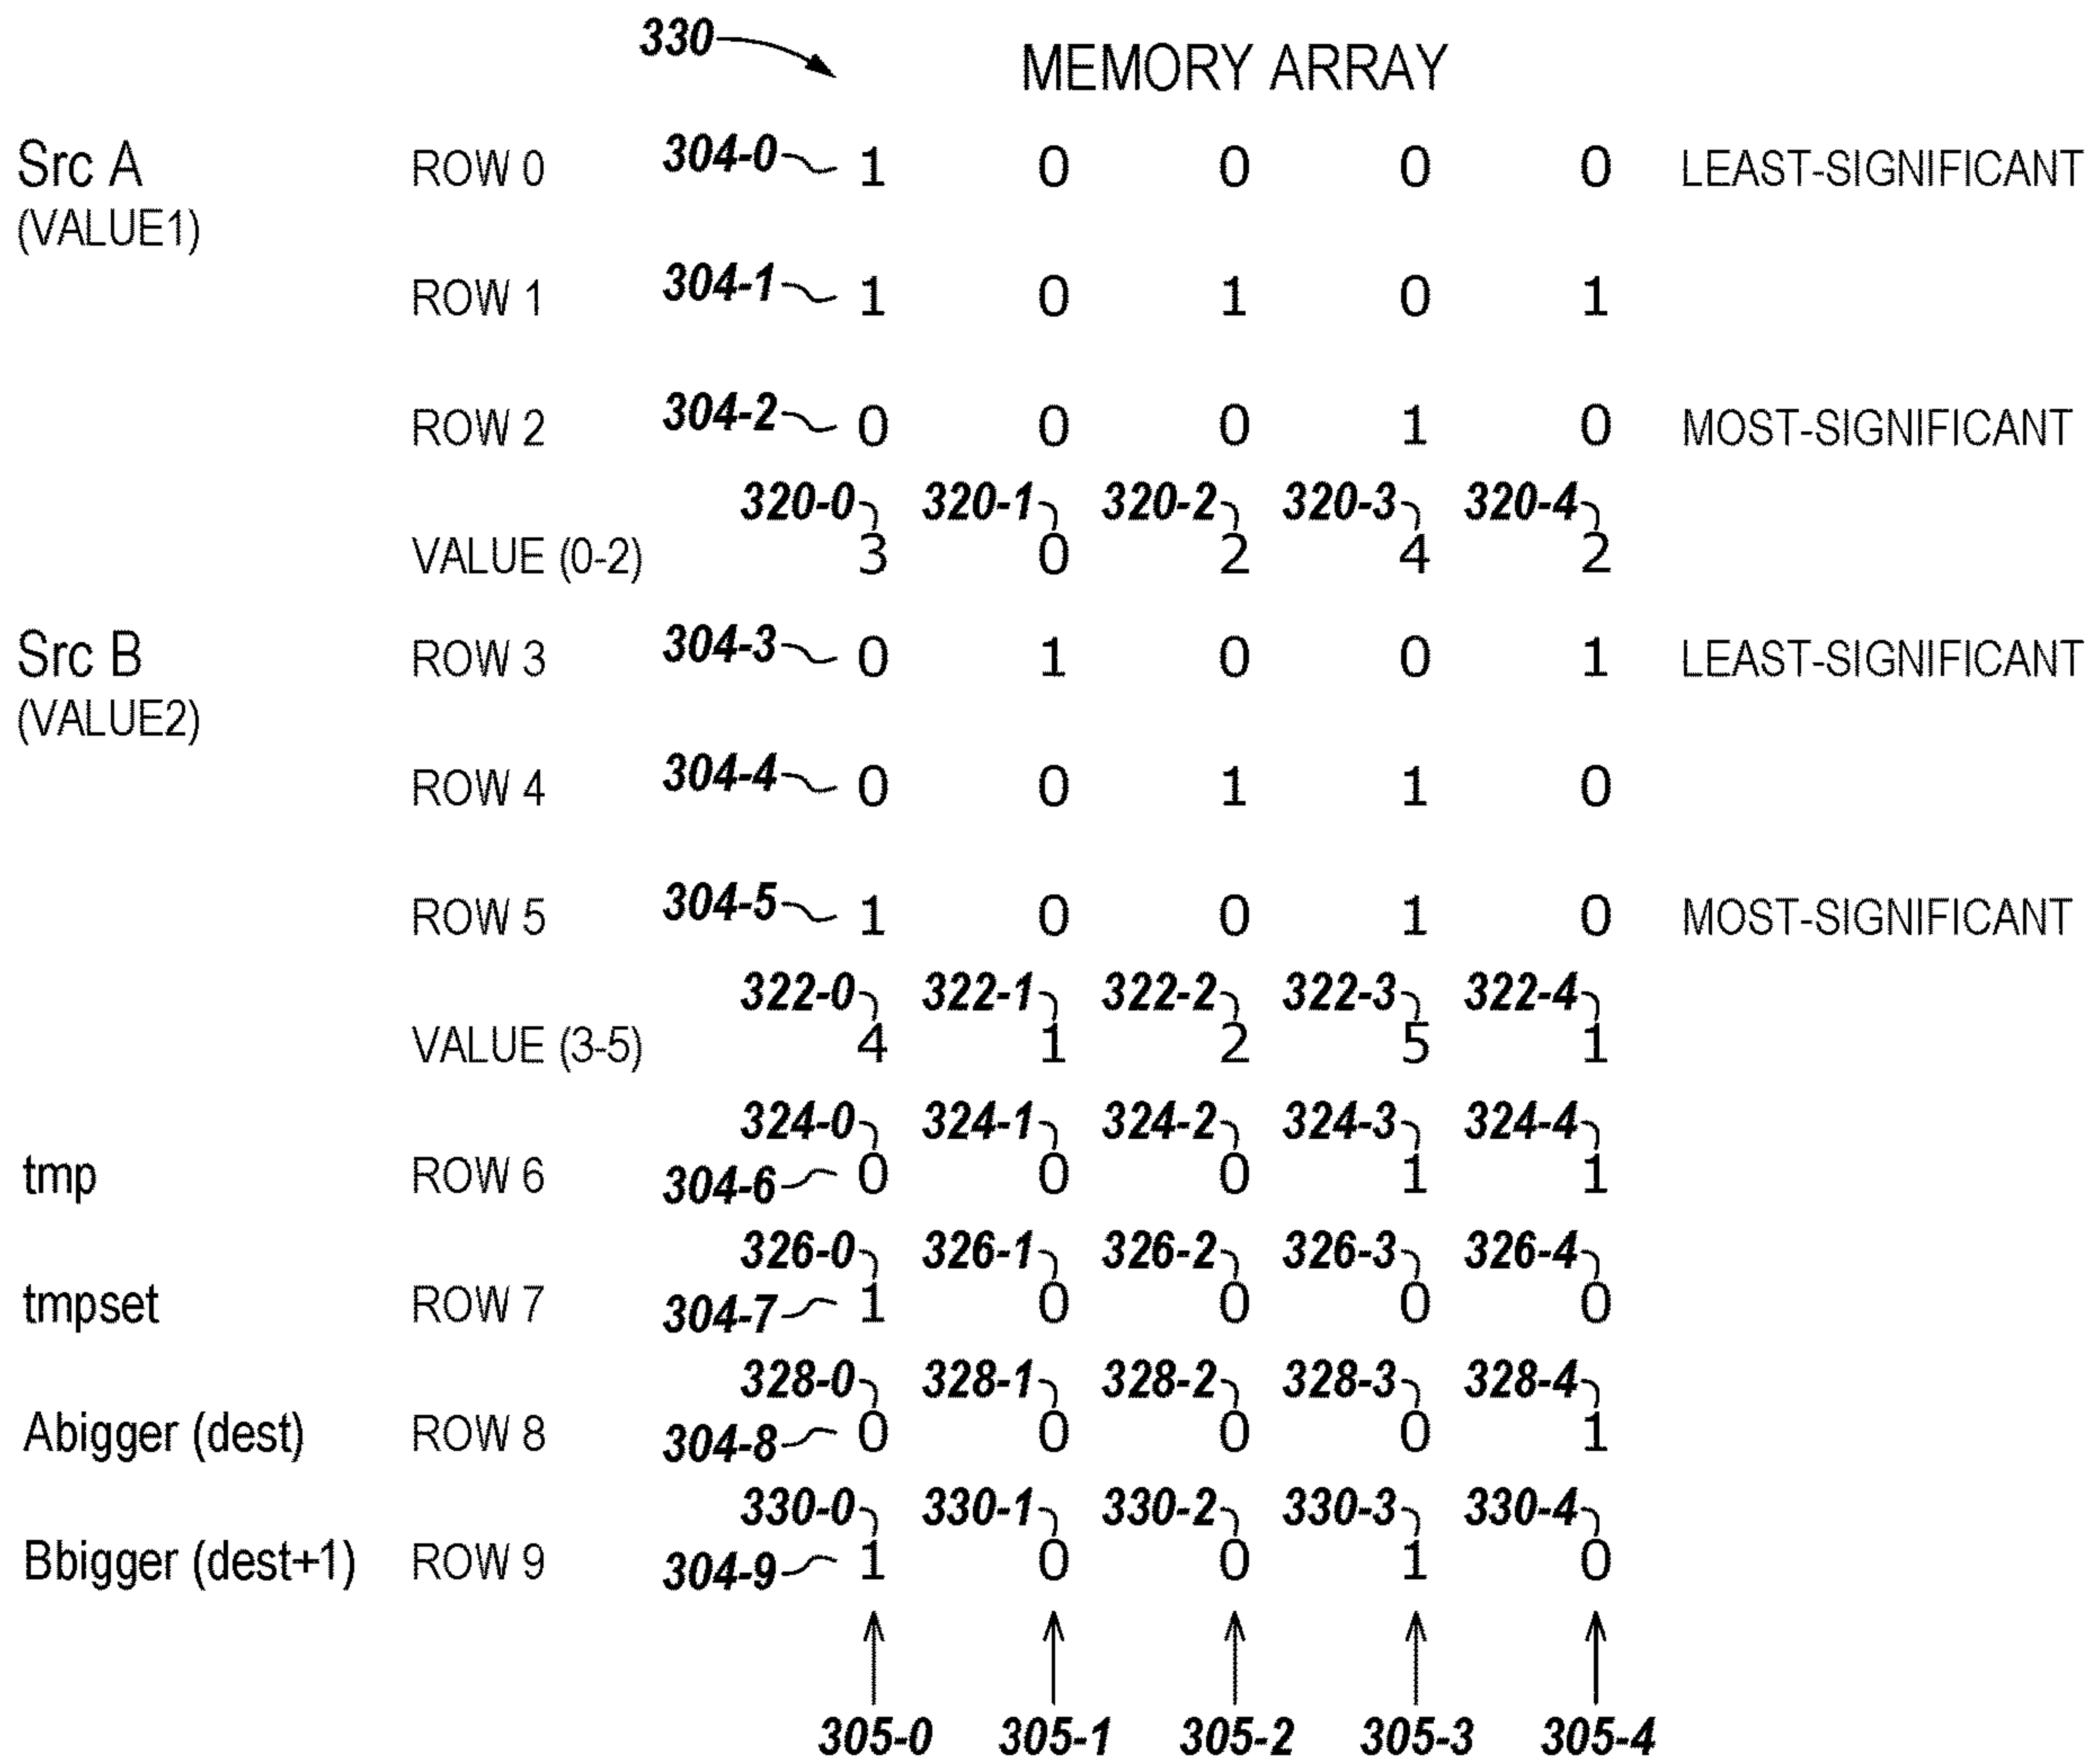 330 MEMORY ARRAY
Src A ROW 0 304-0 1 0 0 0 0 LEAST-SIGNIFICANT
(VALUE1)
ROW 1 304-1 1 0 1 0 1
ROW 2 304-2 0 0 0 1 0 MOST-SIGNIFICANT
320-0 320-1 320-2 320-3 320-4
VALUE (0-2) 3 0 2 4 2
Src B ROW 3 304-3 0 1 0 0 1 LEAST-SIGNIFICANT
(VALUE2)
ROW 4 304-4 0 0 1 1 0
ROW 5 304-5 1 0 0 1 0 MOST-SIGNIFICANT
322-0 322-1 322-2 322-3 322-4
VALUE (3-5) 4 1 2 5 1
324-0 324-1 324-2 324-3 324-4
tmp ROW 6 304-6 0 0 0 1 1
326-0 326-1 326-2 326-3 326-4
tmpset ROW 7 304-7 1 0 0 0 0
328-0 328-1 328-2 328-3 328-4
Abigger (dest) ROW 8 304-8 0 0 0 0 1
330-0 330-1 330-2 330-3 330-4
Bbigger (dest+1) ROW 9 304-9 1 0 0 1 0
305-0 305-1 305-2 305-3 305-4